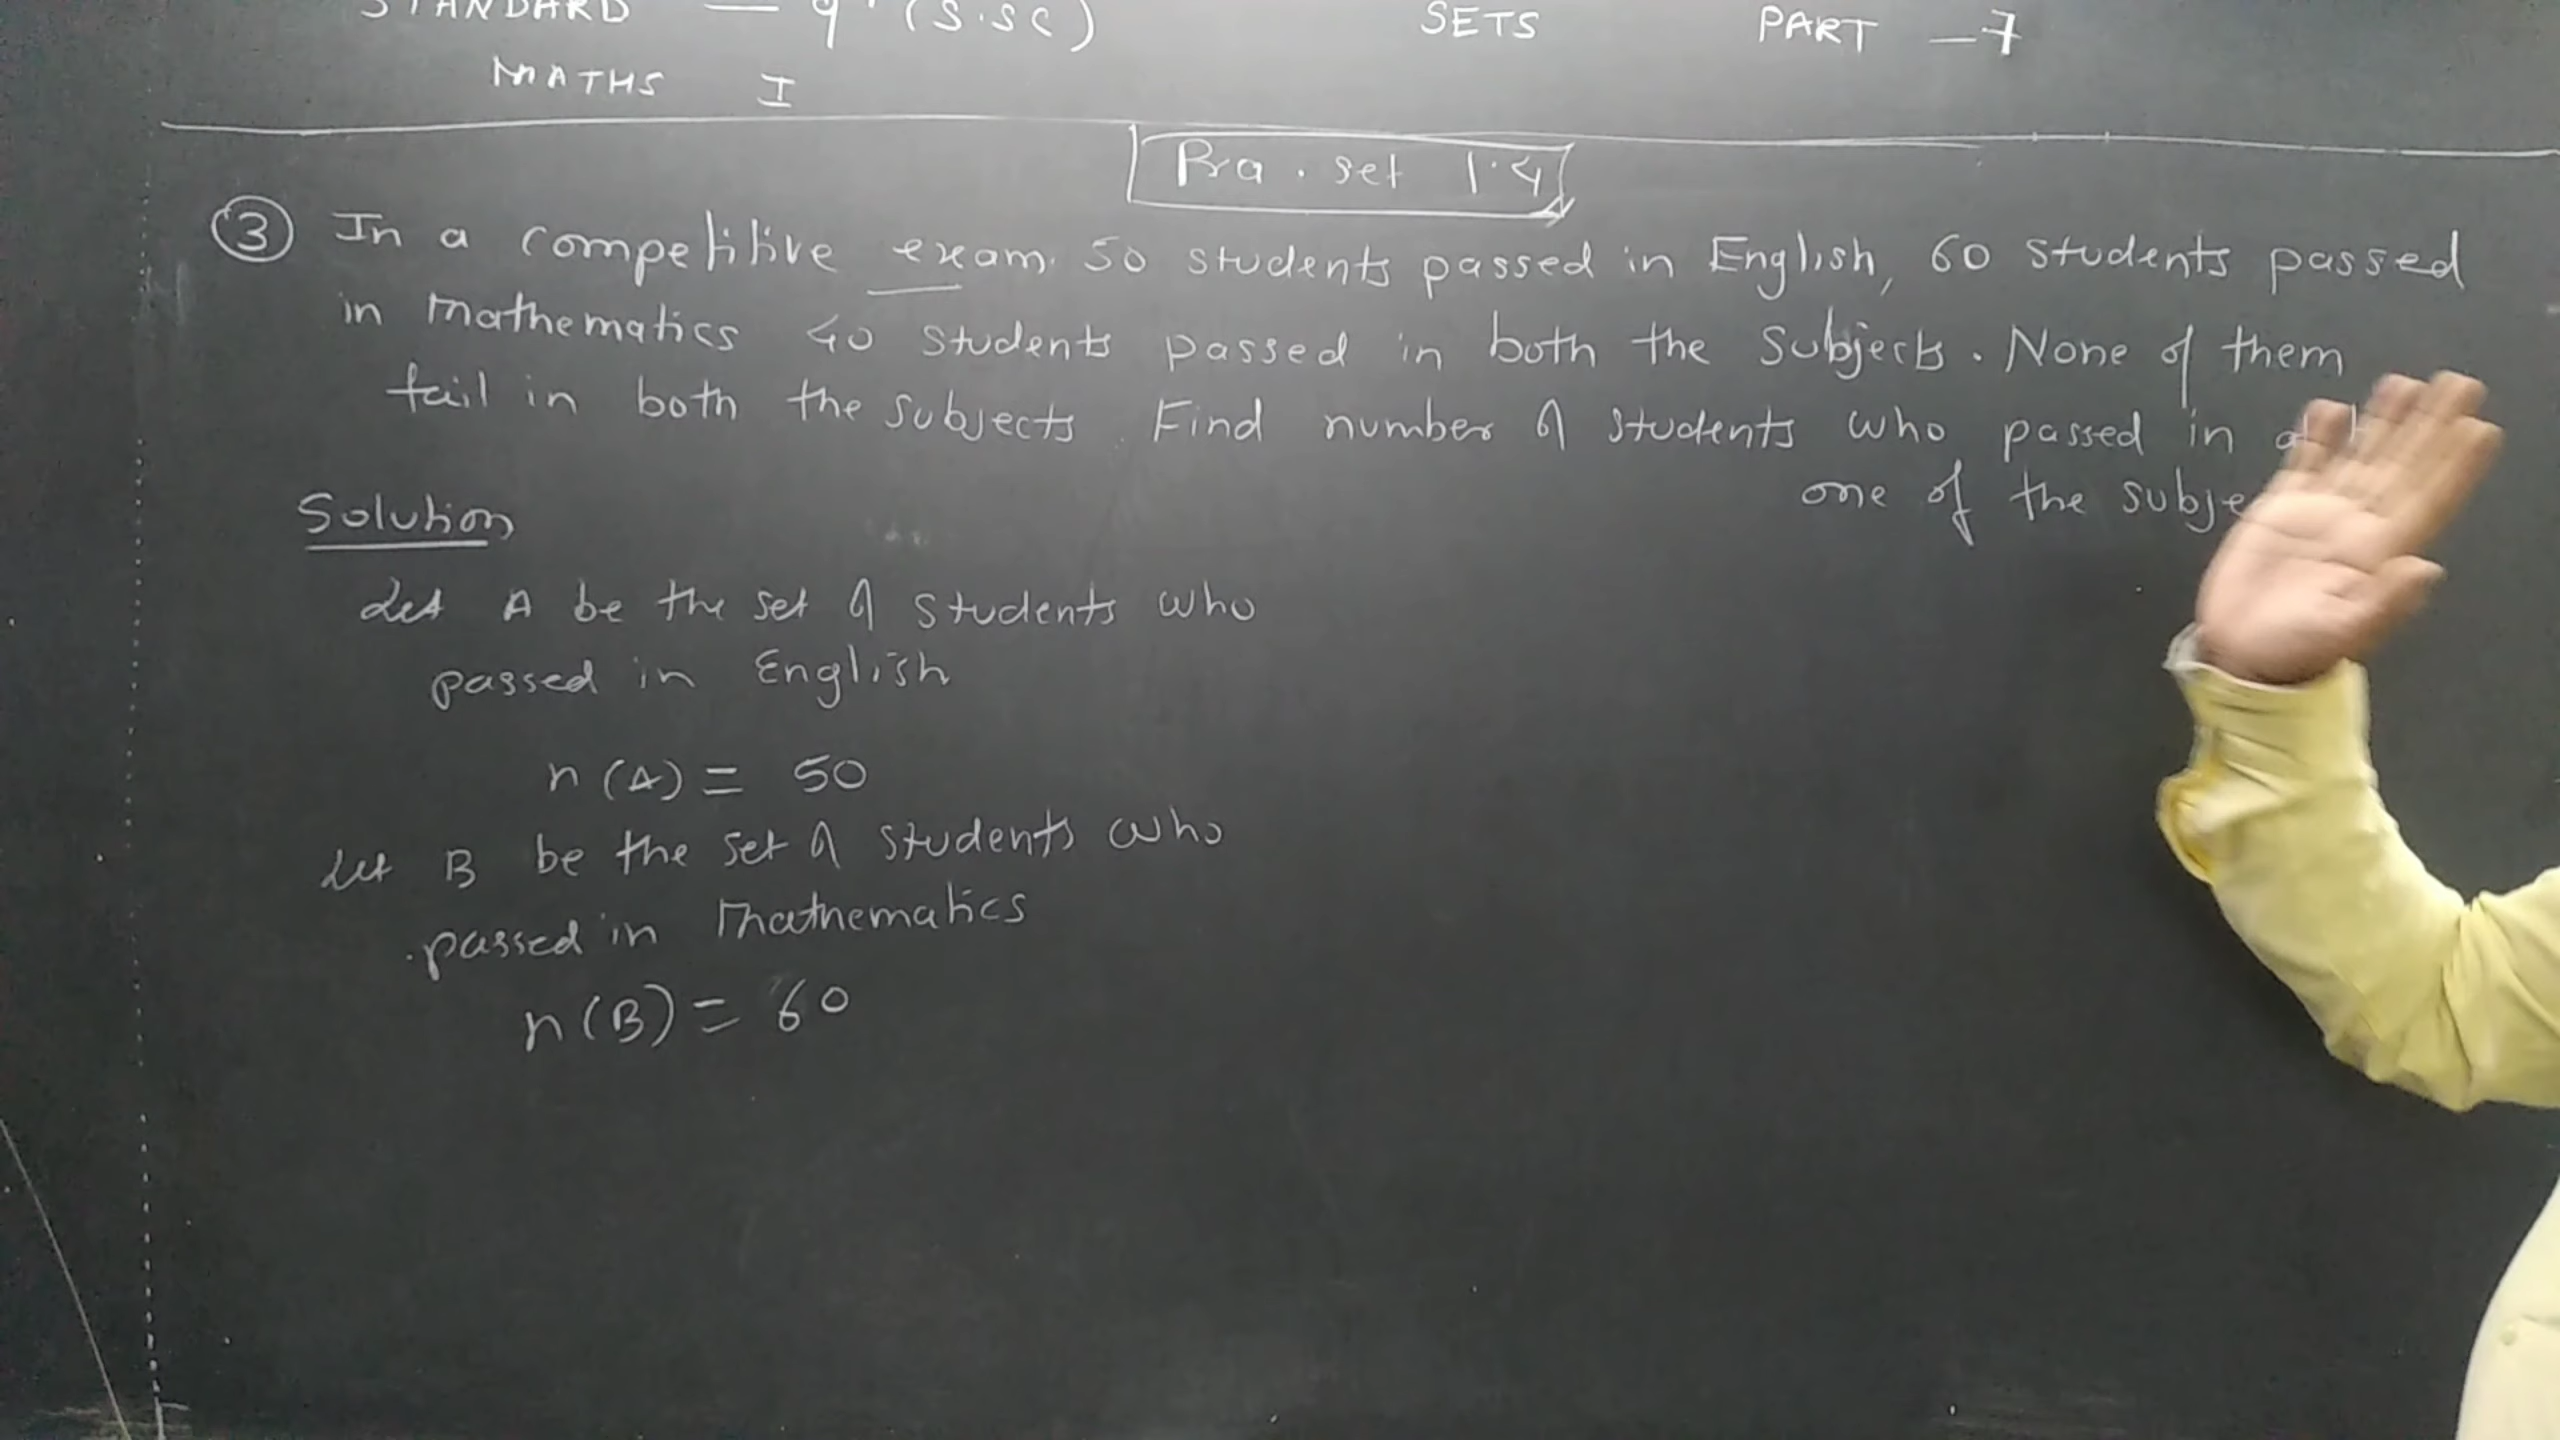 STANDARD — 9 (S.SC) SETS PART - 7
MATHS I
Pra. set 1.4
③ In a competitive exam. 50 students passed in English, 60 students passed
in Mathematics 40 students passed in both the Subjects. None of them
fail in both the subjects. Find number of students who passed in
one of the
Solution
Let A be the set of students who
passed in English
n(A) = 50
Let B be the set of students who
passed in Mathematics
n(B) = 60